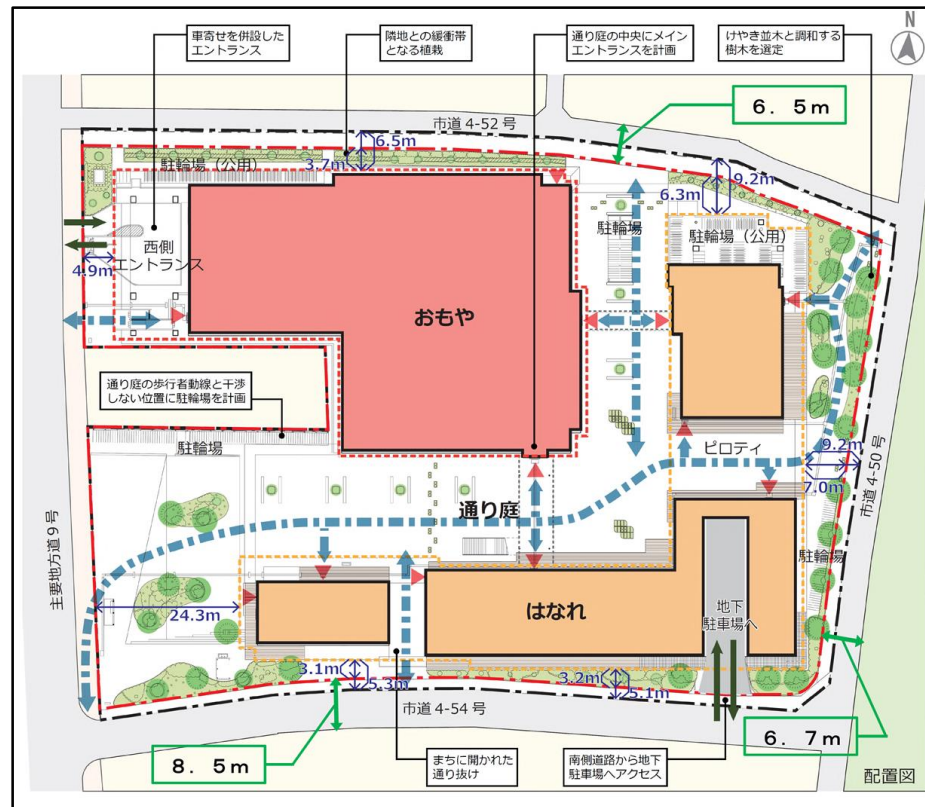 車寄せを併設した
エントランス
隣地との緩衝帯
となる植栽
通り庭の中央にメイン
エントランスを計画
けやき並木と調和する
樹木を選定
N
6.5m
市道4-52号
6.5m
3.7m
駐輪場（公用）
9.2m
6.3m
駐輪場
駐輪場（公用）
西側
エントランス
4.9m
おもや
通り庭の歩行者動線と干渉
しない位置に駐輪場を計画
駐輪場
ピロティ
9.2m
7.0m
市道4-50号
通り庭
主要地方道9号
駐輪場
24.3m
はなれ
地下
駐車場へ
3.1m
5.3m
3.2m
5.1m
市道4-54号
8.5m
まちに開かれた
通り抜け
南側道路から地下
駐車場へアクセス
6.7m
配置図